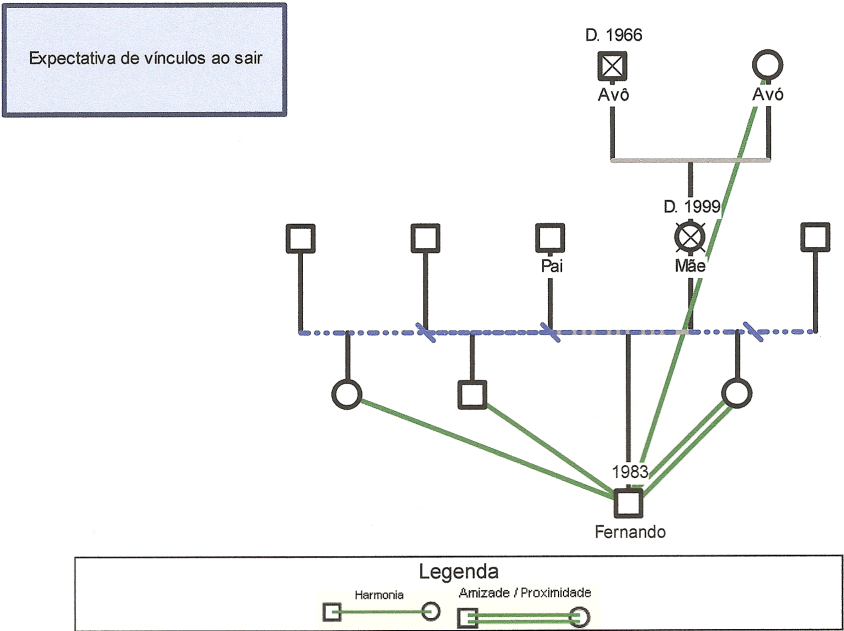 Expectativa de vínculos ao sair
D. 1966
Avô
Avó
D. 1999
Pai
Mãe
1983
Fernando
Legenda
Harmonia
Amizade / Proximidade